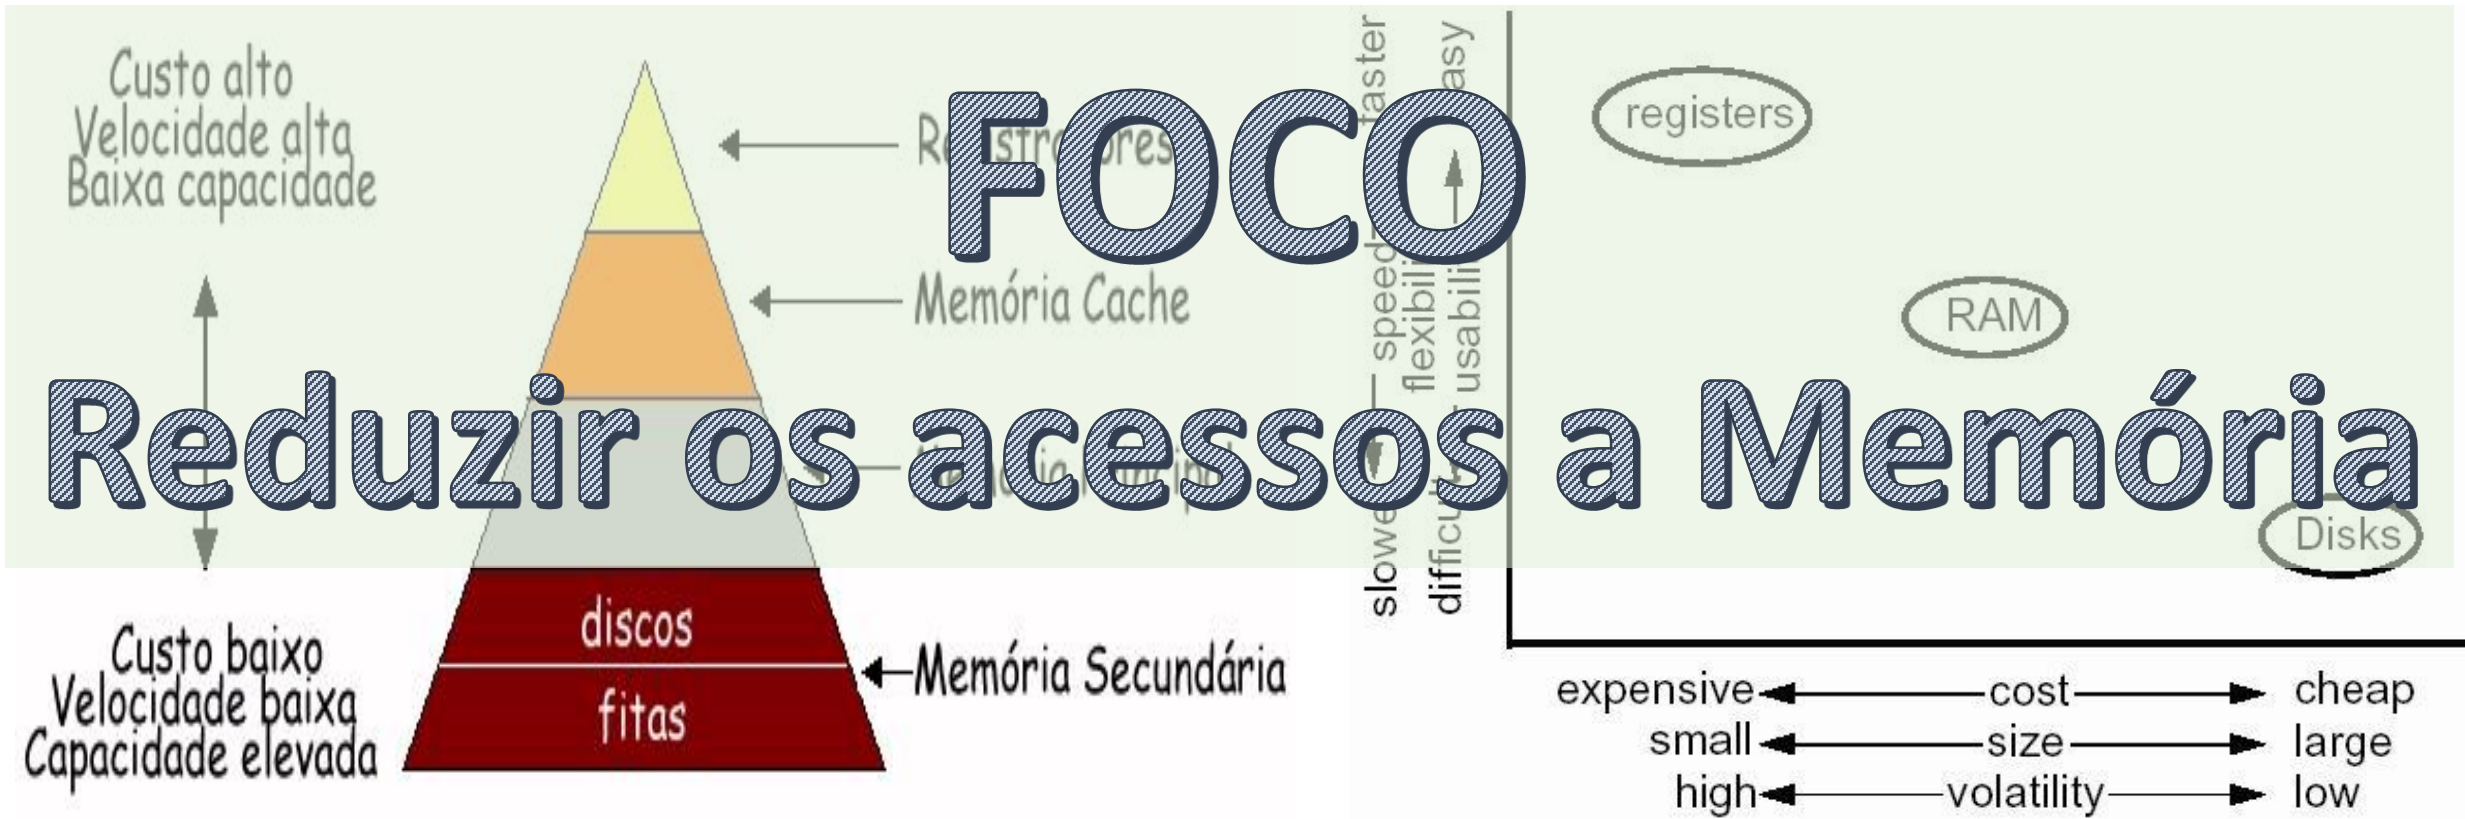 FOCO
Reduzir os acessos a Memória
Custo alto
Velocidade alta
Baixa capacidade
Memória Cache
discos
fitas
Memória Secundária
Custo baixo
Velocidade baixa
Capacidade elevada
speed
slower
registers
RAM
Disks
expensive cost cheap
small size large
high volatility low